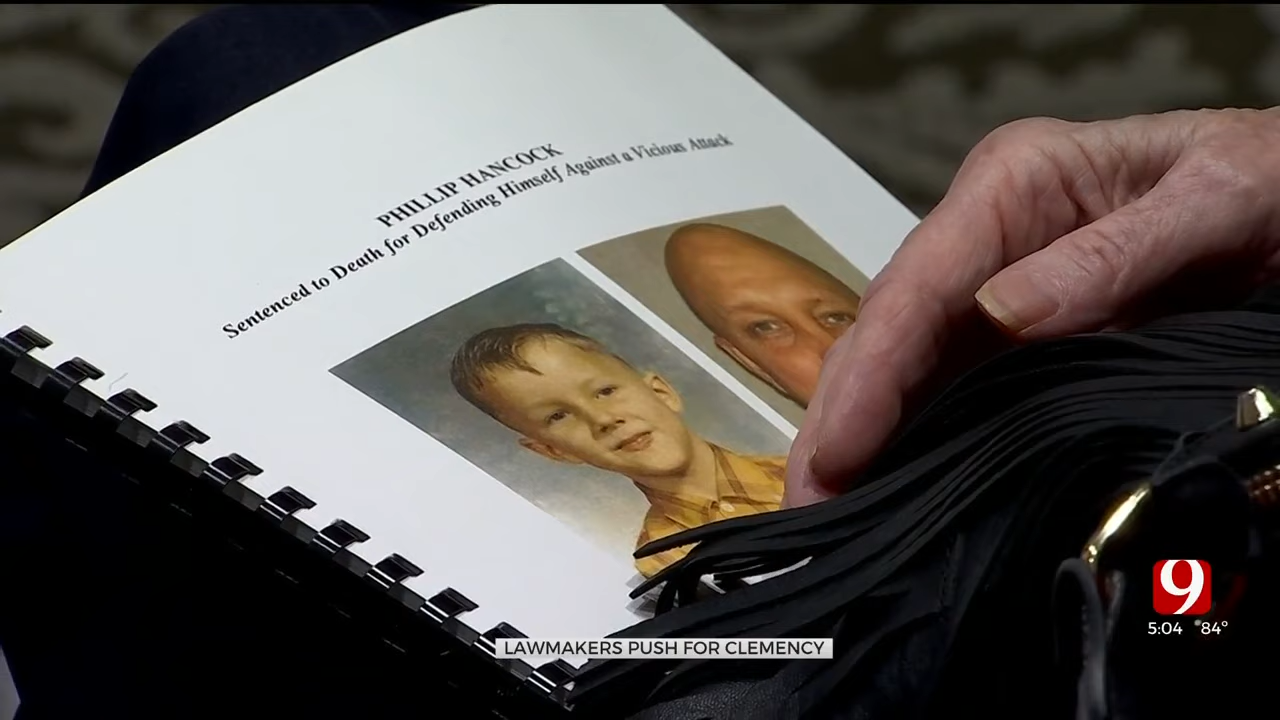 PHILLIP HANCOCK
Sentenced to Death for Defending Himself Against a Vicious Attack
9
5:04 84°
LAWMAKERS PUSH FOR CLEMENCY